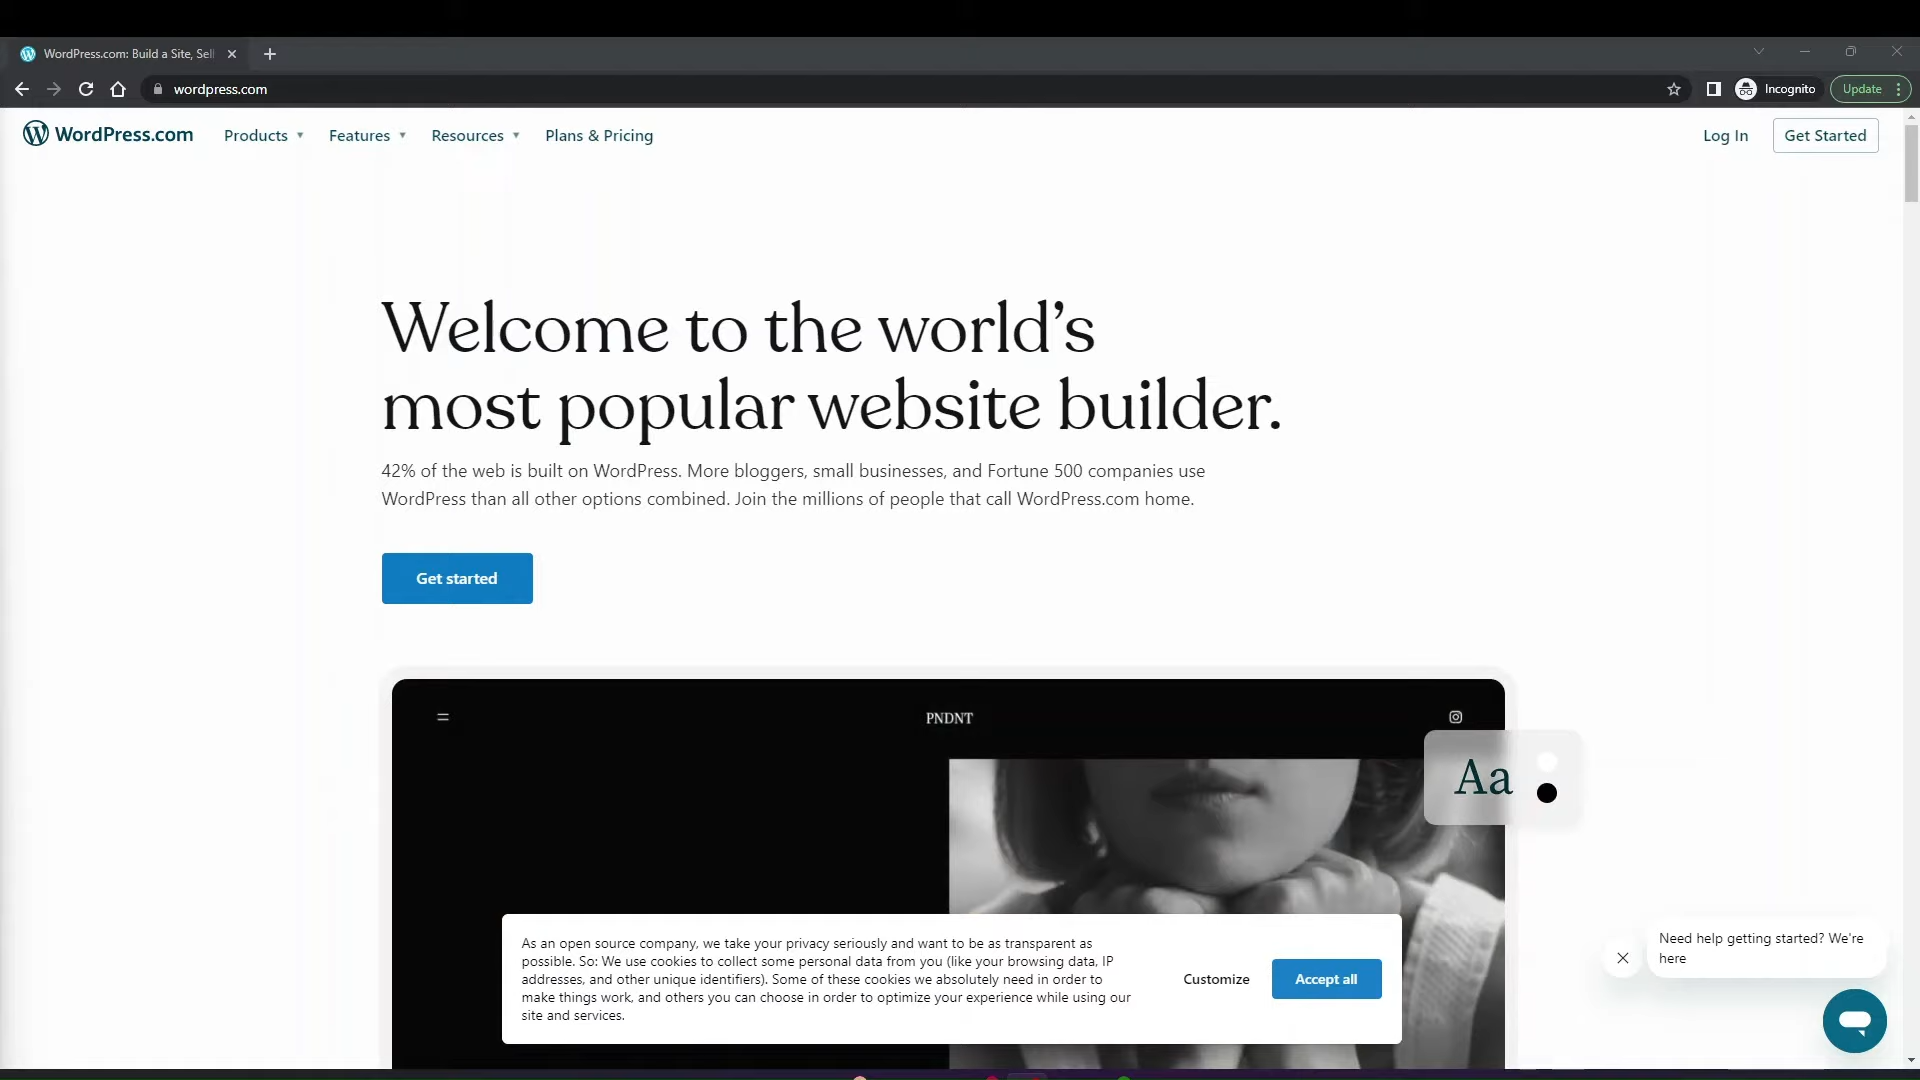 WordPress.com: Build a Site, Sel
wordpress.com
Incognito
Update
WordPress.com
Products
Features
Resources
Plans & Pricing
Log In
Get Started
Welcome to the world’s
most popular website builder.
42% of the web is built on WordPress. More bloggers, small businesses, and Fortune 500 companies use
WordPress than all other options combined. Join the millions of people that call WordPress.com home.
Get started
PNDNT
Aa
As an open source company, we take your privacy seriously and want to be as transparent as
possible. So: We use cookies to collect some personal data from you (like your browsing data, IP
addresses, and other unique identifiers). Some of these cookies we absolutely need in order to
make things work, and others you can choose in order to optimize your experience while using our
site and services.
Customize
Accept all
Need help getting started? We're
here